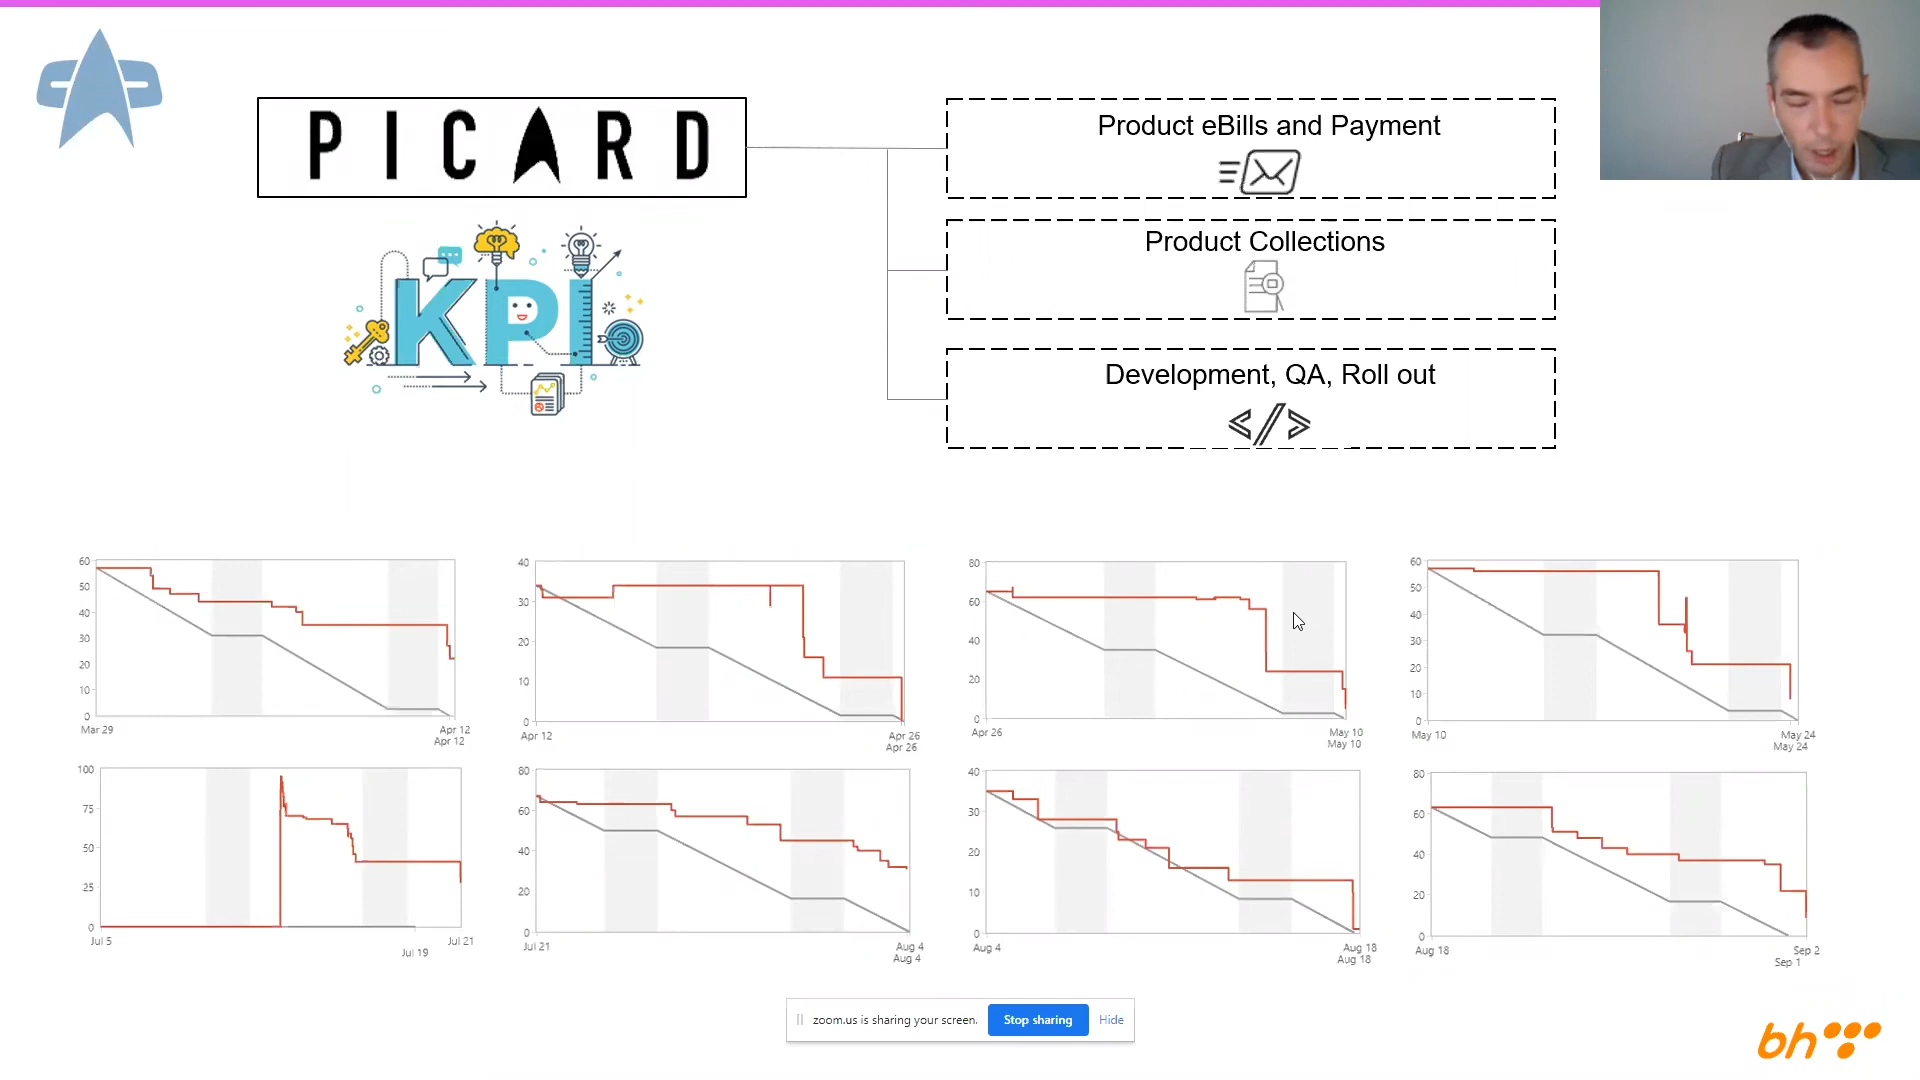 PICARD
Product eBills and Payment
Product Collections
Development, QA, Roll out
</>
KPI
60
50
40
30
20
10
0
Mar 29
Apr 12
Apr 12
40
30
20
10
0
Apr 12
Apr 26
Apr 26
80
60
40
20
0
Apr 26
May 10
May 10
60
50
40
30
20
10
0
May 10
May 24
May 24
100
75
50
25
0
Jul 5
Jul 21
Jul 19
80
60
40
20
0
Jul 21
Aug 4
Aug 4
40
30
20
10
0
Aug 4
Aug 18
Aug 18
80
60
40
20
0
Aug 18
Sep 2
Sep 1
zoom.us is sharing your screen.
Stop sharing
Hide
bh